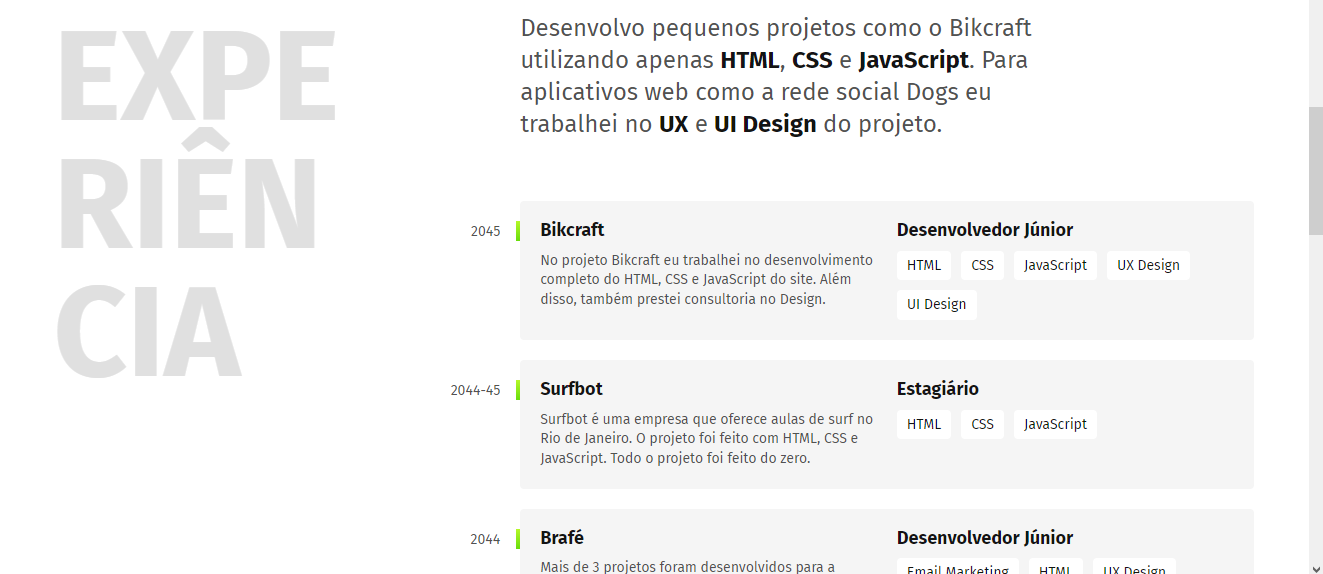 EXPE
RIÊN
CIA
Desenvolvo pequenos projetos como o Bikcraft
utilizando apenas HTML, CSS e JavaScript. Para
aplicativos web como a rede social Dogs eu
trabalhei no UX e UI Design do projeto.
2045
Bikcraft
No projeto Bikcraft eu trabalhei no desenvolvimento
completo do HTML, CSS e JavaScript do site. Além
disso, também prestei consultoria no Design.
Desenvolvedor Júnior
HTML CSS JavaScript UX Design
UI Design
2044-45
Surfbot
Surfbot é uma empresa que oferece aulas de surf no
Rio de Janeiro. O projeto foi feito com HTML, CSS e
JavaScript. Todo o projeto foi feito do zero.
Estagiário
HTML CSS JavaScript
2044
Brafé
Mais de 3 projetos foram desenvolvidos para a
Desenvolvedor Júnior
Email Marketing HTML UX Design